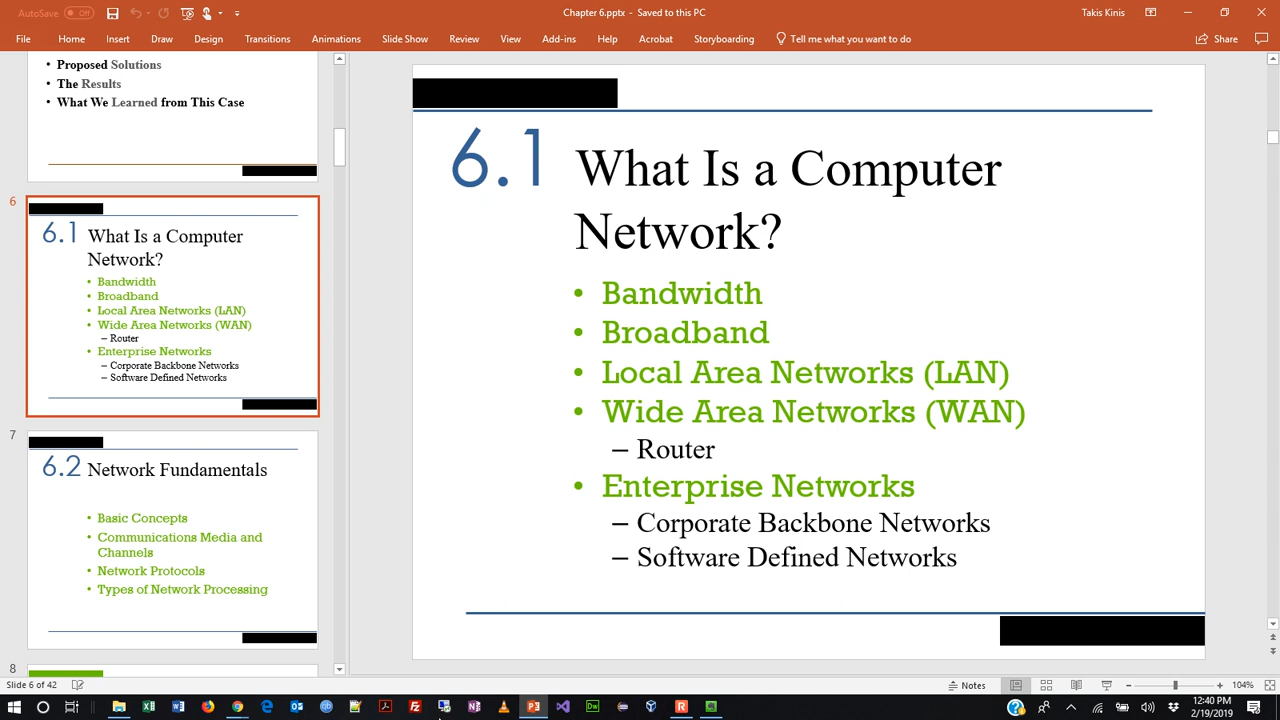 AutoSave Off
Chapter 6.pptx - Saved to this PC
Takis Kinis
File Home Insert Draw Design Transitions Animations Slide Show Review View Add-ins Help Acrobat Storyboarding Tell me what you want to do Share
• Proposed Solutions
• The Results
• What We Learned from This Case
6
6.1 What Is a Computer
Network?
• Bandwidth
• Broadband
• Local Area Networks (LAN)
• Wide Area Networks (WAN)
– Router
• Enterprise Networks
– Corporate Backbone Networks
– Software Defined Networks
7
6.2 Network Fundamentals
• Basic Concepts
• Communications Media and
Channels
• Network Protocols
• Types of Network Processing
8
6.1 What Is a Computer
Network?
• Bandwidth
• Broadband
• Local Area Networks (LAN)
• Wide Area Networks (WAN)
– Router
• Enterprise Networks
– Corporate Backbone Networks
– Software Defined Networks
Slide 6 of 42
Notes
104%
12:40 PM
2/19/2019